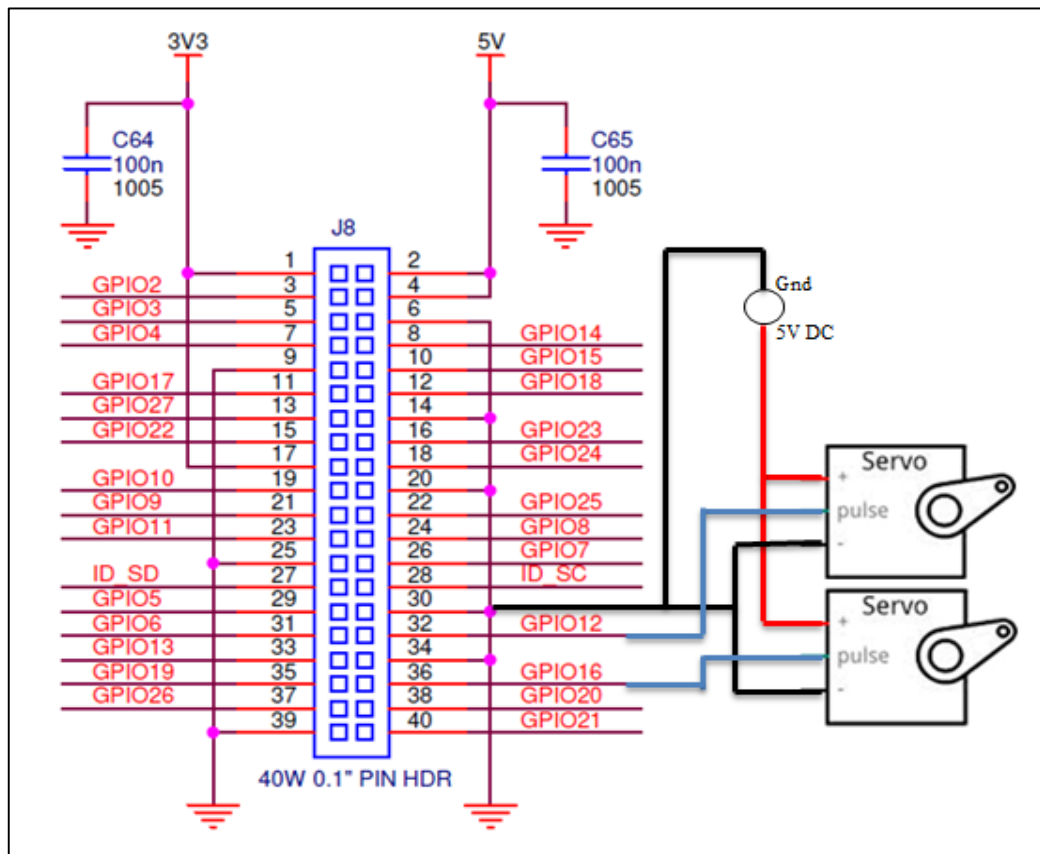 3V3
5V
C64
100n
1005
C65
100n
1005
J8
1 2
GPIO2 3 4
GPIO3 5 6
GPIO4 7 8 GPIO14
9 10 GPIO15
GPIO17 11 12 GPIO18
GPIO27 13 14
GPIO22 15 16 GPIO23
17 18 GPIO24
GPIO10 19 20
GPIO9 21 22 GPIO25
GPIO11 23 24 GPIO8
25 26 GPIO7
ID_SD 27 28 ID_SC
GPIO5 29 30
GPIO6 31 32 GPIO12
GPIO13 33 34
GPIO19 35 36 GPIO16
GPIO26 37 38 GPIO20
39 40 GPIO21
40W 0.1" PIN HDR
Gnd
5V DC
Servo
+
pulse
-
Servo
+
pulse
-